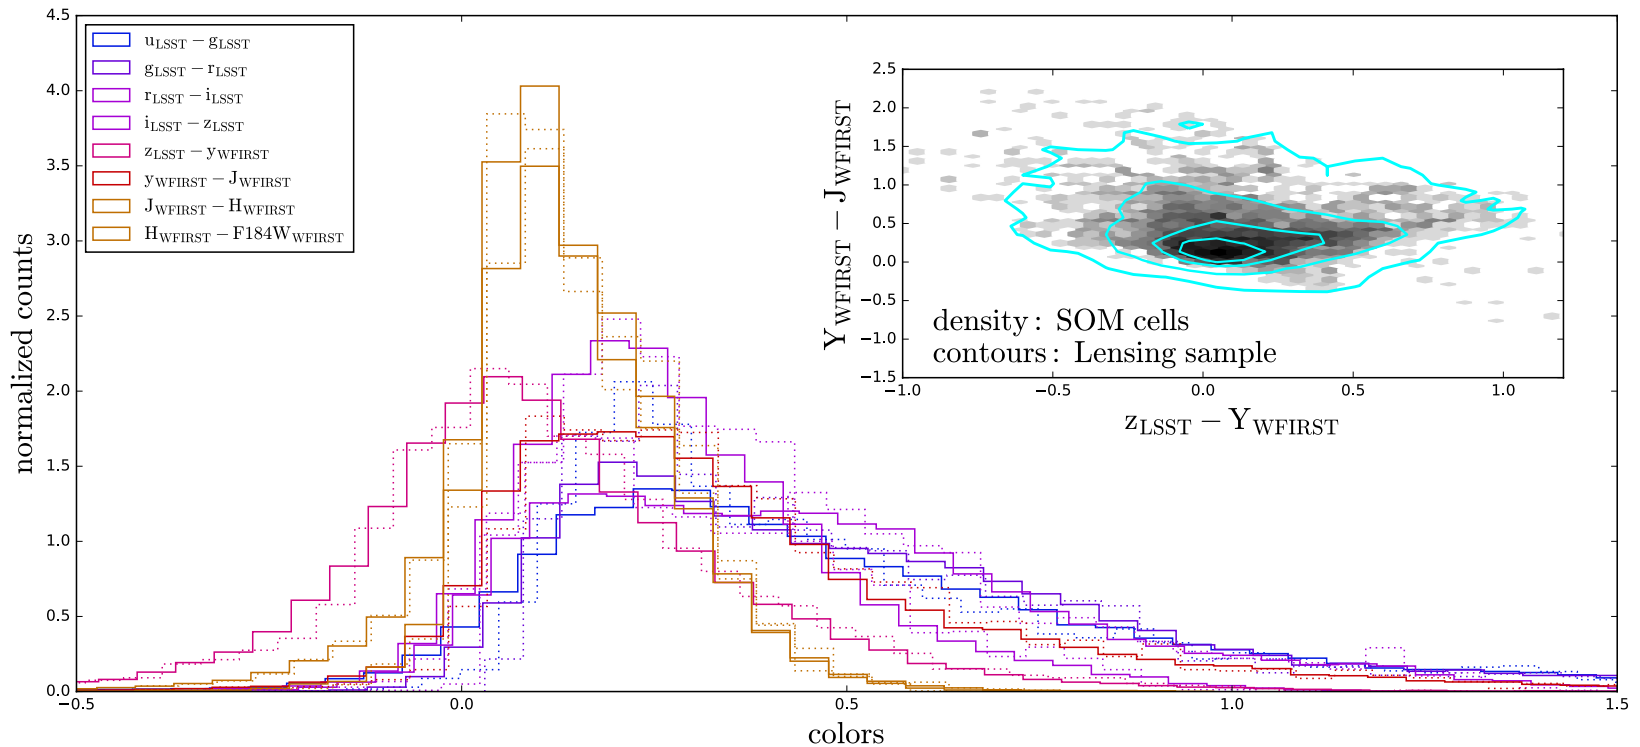 normalized counts
4.5
4.0
3.5
3.0
2.5
2.0
1.5
1.0
0.5
0.0
u_LSST − g_LSST
g_LSST − r_LSST
r_LSST − i_LSST
i_LSST − z_LSST
z_LSST − y_WFIRST
y_WFIRST − J_WFIRST
J_WFIRST − H_WFIRST
H_WFIRST − F184W_WFIRST
Y_WFIRST − J_WFIRST
2.5
2.0
1.5
1.0
0.5
0.0
−0.5
−1.0
−1.5
density: SOM cells
contours: Lensing sample
−1.0 −0.5 0.0 0.5 1.0
z_LSST − Y_WFIRST
−0.5 0.0 0.5 1.0 1.5
colors